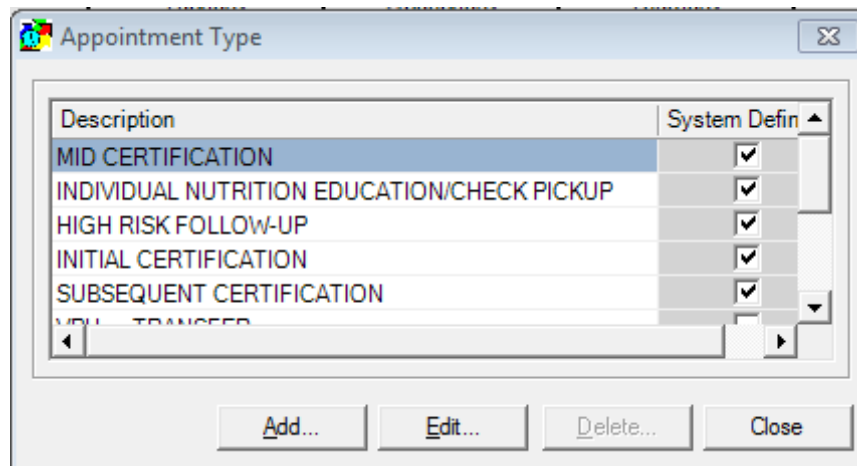 Appointment Type
Description System Defin
MID CERTIFICATION
INDIVIDUAL NUTRITION EDUCATION/CHECK PICKUP
HIGH RISK FOLLOW-UP
INITIAL CERTIFICATION
SUBSEQUENT CERTIFICATION
TRANSFER
Add... Edit... Delete... Close